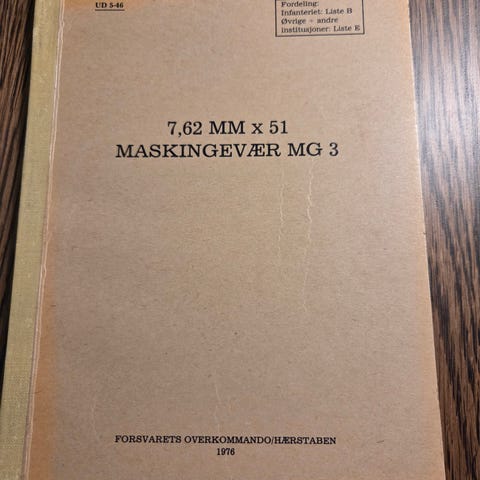 UD 5-46
Fordeling:
Infanteriet: Liste B
Øvrige + andre
institusjoner: Liste E
7,62 MM x 51
MASKINGEVÆR MG 3
FORSVARETS OVERKOMMANDO/HÆRSTABEN
1976